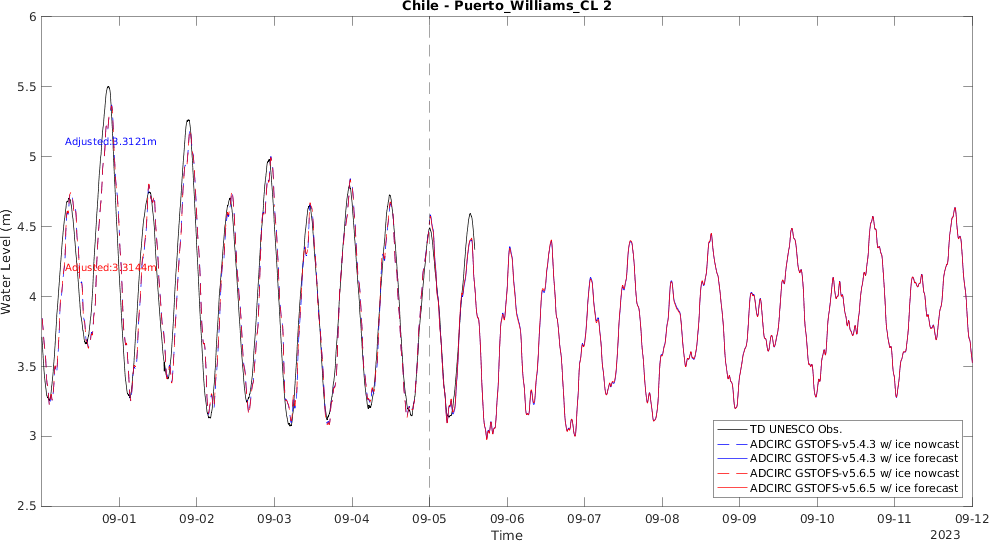 Chile - Puerto_Williams_CL 2
6
5.5
5
4.5
4
3.5
3
2.5
Water Level (m)
Adjusted:3.3121m
Adjusted:3.3144m
TD UNESCO Obs.
ADCIRC GSTOFS-v5.4.3 w/ ice nowcast
ADCIRC GSTOFS-v5.4.3 w/ ice forecast
ADCIRC GSTOFS-v5.6.5 w/ ice nowcast
ADCIRC GSTOFS-v5.6.5 w/ ice forecast
09-01 09-02 09-03 09-04 09-05 09-06 09-07 09-08 09-09 09-10 09-11 09-12
Time
2023